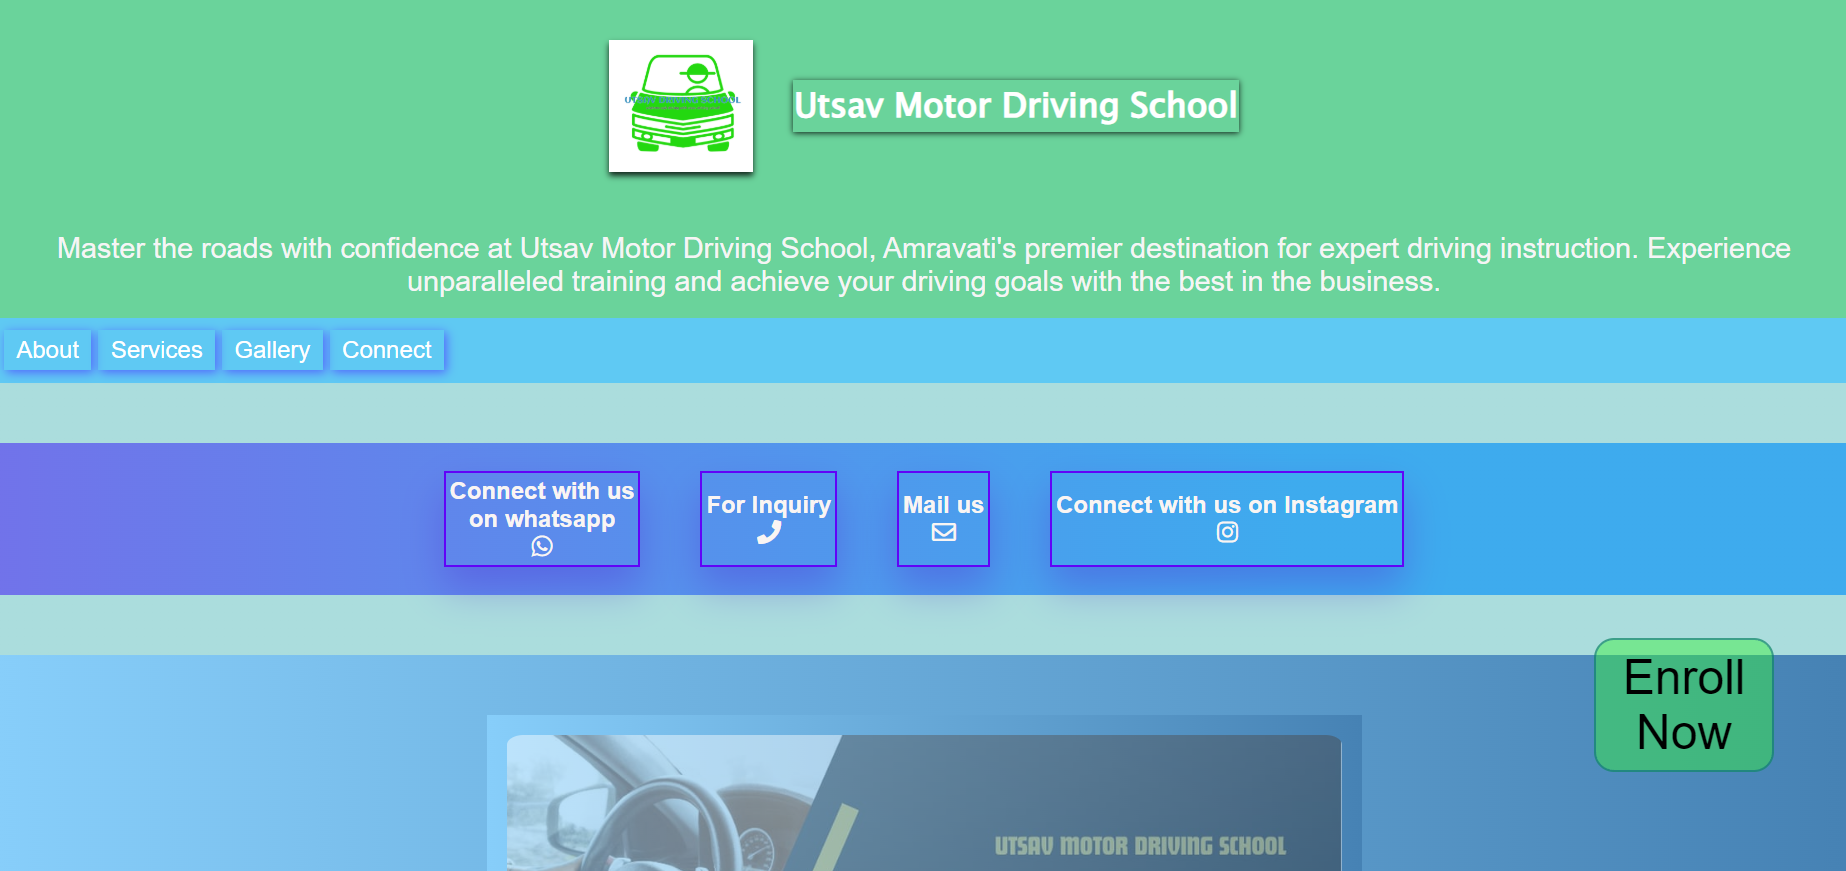 UTSAV DRIVING SCHOOL
Utsav Motor Driving School
Master the roads with confidence at Utsav Motor Driving School, Amravati's premier destination for expert driving instruction. Experience
unparalleled training and achieve your driving goals with the best in the business.
About Services Gallery Connect
Connect with us
on whatsapp
For Inquiry
Mail us
Connect with us on Instagram
Enroll
Now
UTSAV MOTOR DRIVING SCHOOL